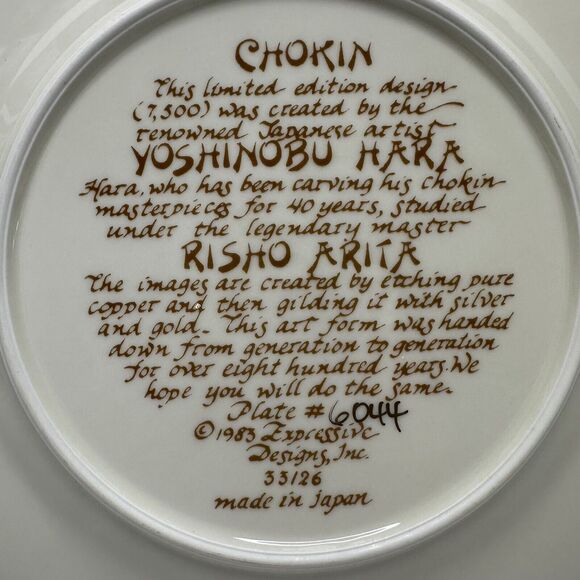 CHOKIN
This limited edition design
(7,500) was created by the
renowned Japanese artist
YOSHINOBU HARA
Hara, who has been carving his chokin
masterpieces for 40 years, studied
under the legendary master
RISHO ARITA
The images are created by etching pure
copper and then gilding it with silver
and gold. This art form was handed
down from generation to generation
for over eight hundred years. We
hope you will do the same.
Plate # 6044
©1983 Expressive
Designs, Inc.
33126
made in japan